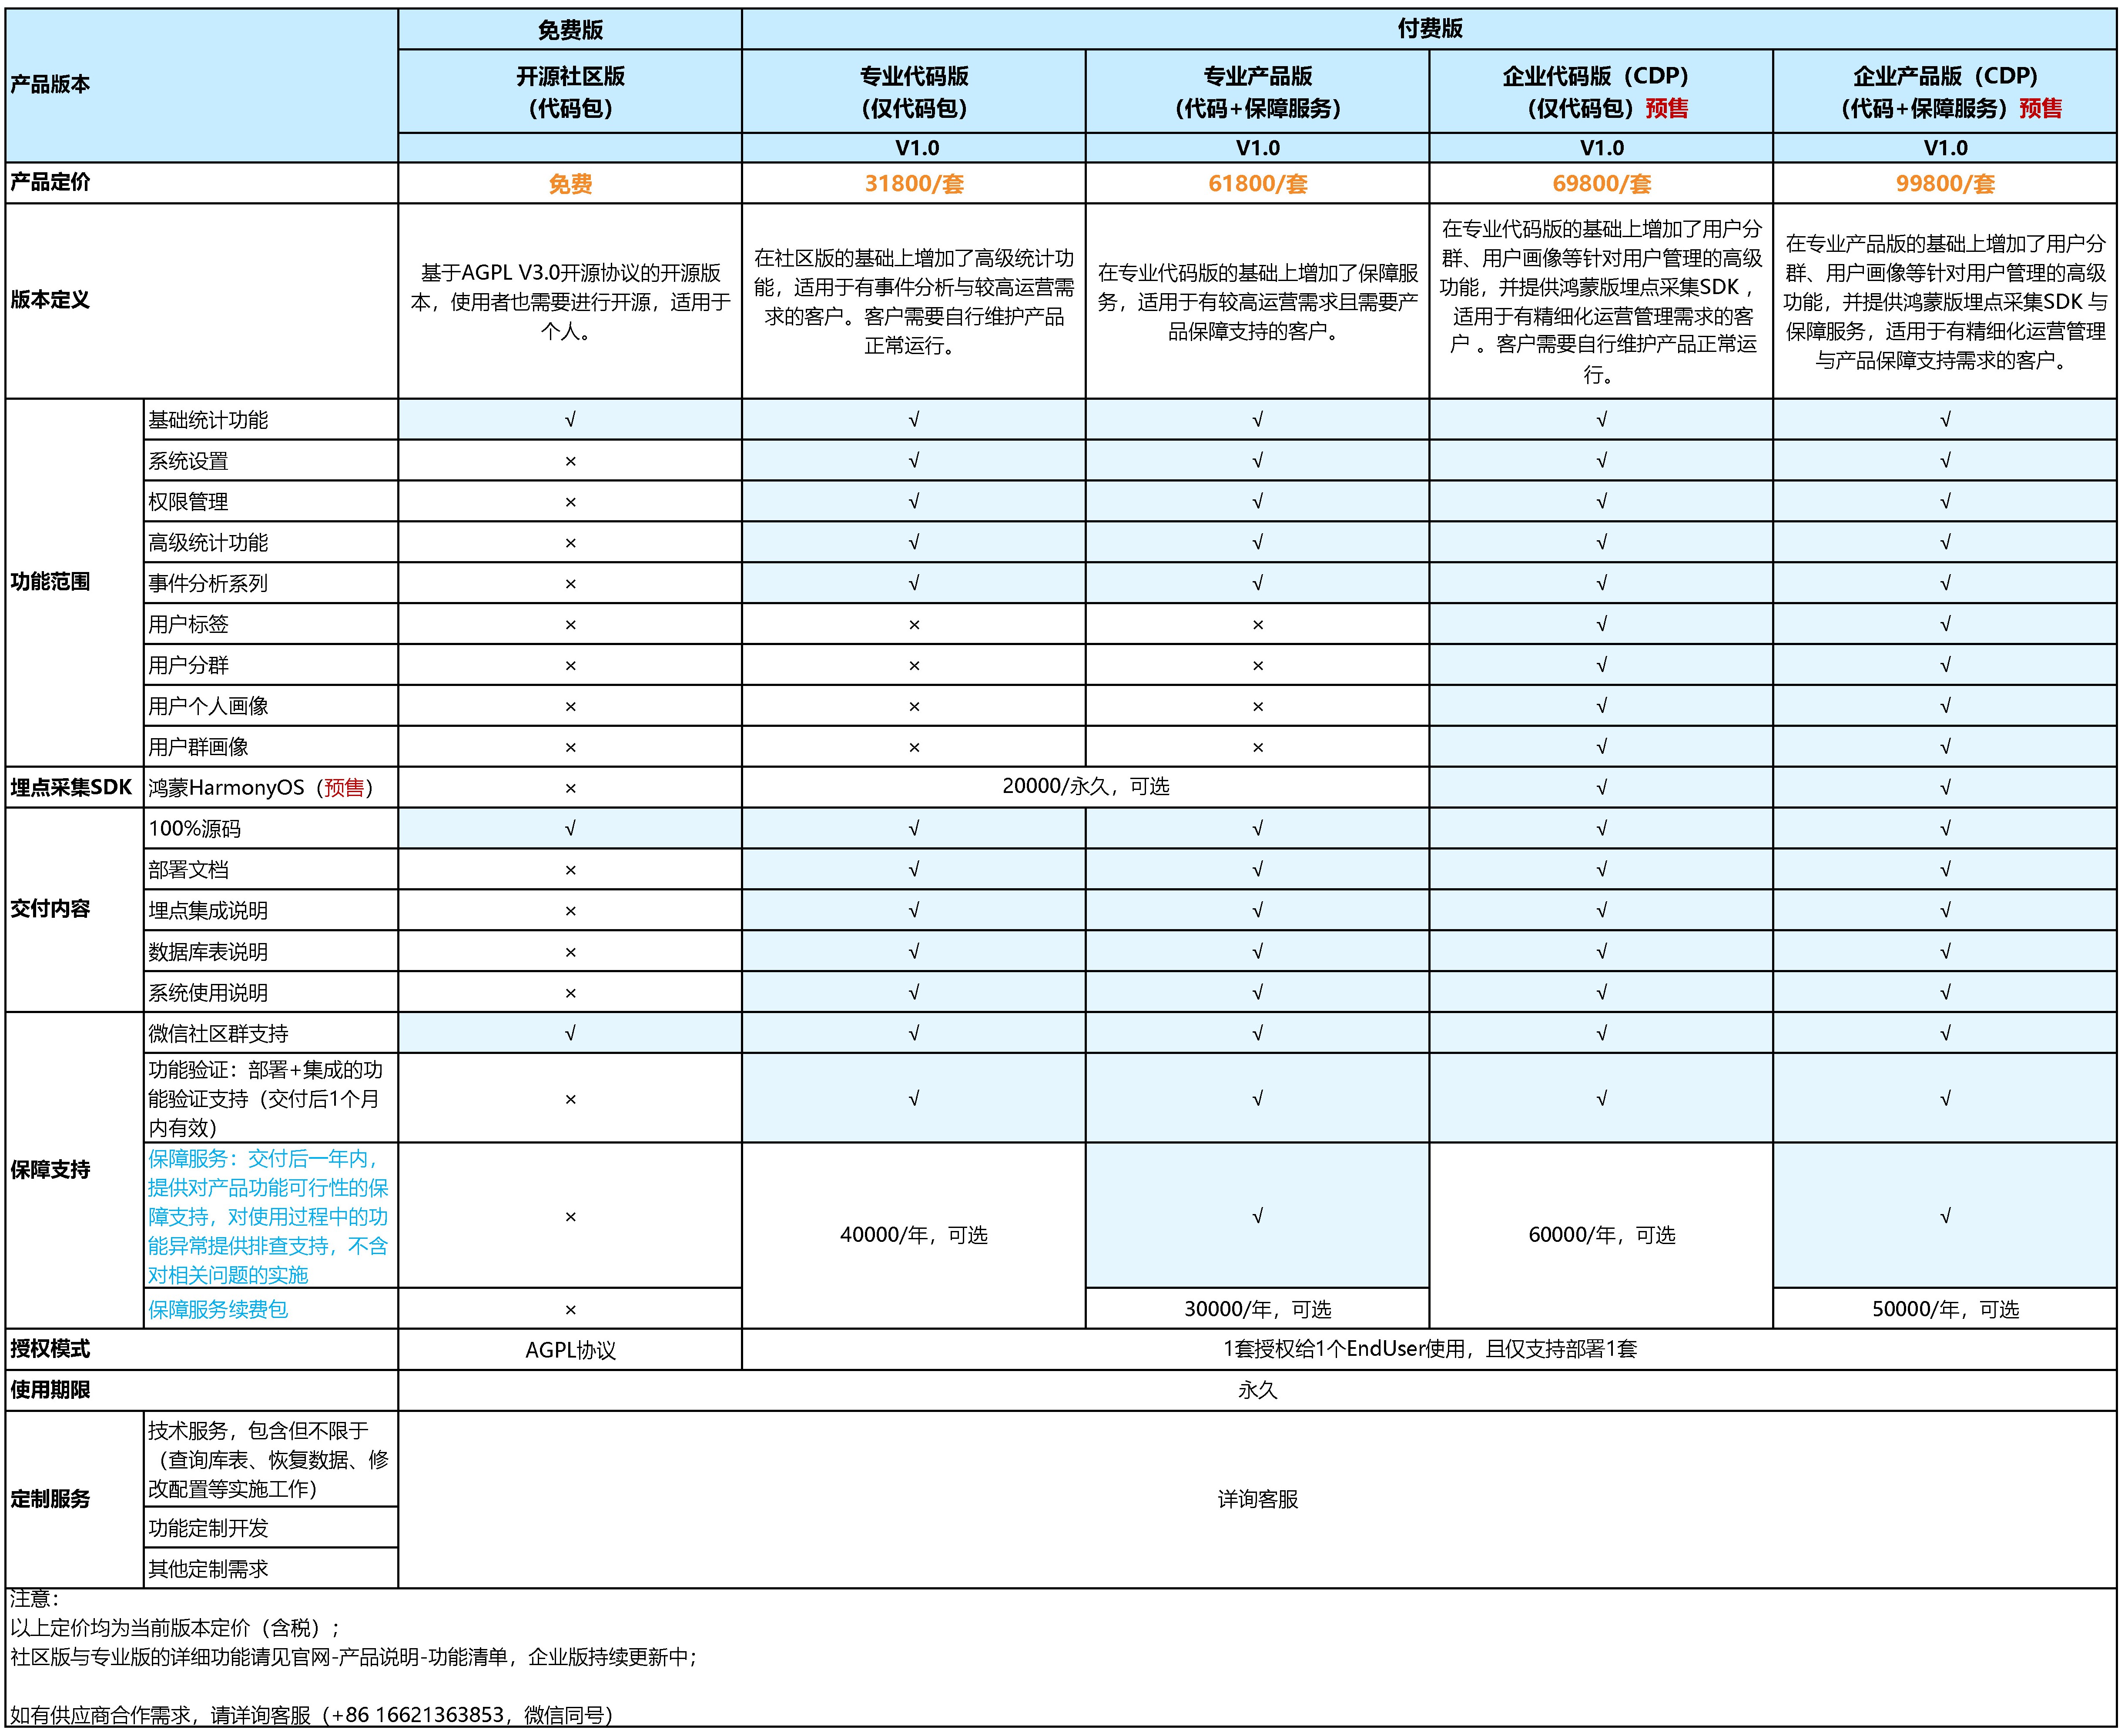 产品版本
免费版
付费版
开源社区版
（代码包）
专业代码版
（仅代码包）
专业产品版
（代码+保障服务）
企业代码版（CDP）
（仅代码包）预售
企业产品版（CDP）
（代码+保障服务）预售
V1.0
V1.0
V1.0
V1.0
产品定价
免费
31800/套
61800/套
69800/套
99800/套
版本定义
基于AGPL V3.0开源协议的开源版
本，使用者也需要进行开源，适用于
个人。
在社区版的基础上增加了高级统计功
能，适用于有事件分析与较高运营需
求的客户。客户需要自行维护产品
正常运行。
在专业代码版的基础上增加了保障服
务，适用于有较高运营需求且需要产
品保障支持的客户。
在专业代码版的基础上增加了用户分
群、用户画像等针对用户管理的高级
功能，并提供鸿蒙版埋点采集SDK ，
适用于有精细化运营管理需求的客
户 。客户需要自行维护产品正常运
行。
在专业产品版的基础上增加了用户分
群、用户画像等针对用户管理的高级
功能，并提供鸿蒙版埋点采集SDK 与
保障服务，适用于有精细化运营管理
与产品保障支持需求的客户。
功能范围
基础统计功能
√ √ √ √ √
系统设置
× √ √ √ √
权限管理
× √ √ √ √
高级统计功能
× √ √ √ √
事件分析系列
× √ √ √ √
用户标签
× × × √ √
用户分群
× × × √ √
用户个人画像
× × × √ √
用户群画像
× × × √ √
埋点采集SDK
鸿蒙HarmonyOS（预售）
×
20000/永久，可选
√ √
交付内容
100%源码
√ √ √ √ √
部署文档
× √ √ √ √
埋点集成说明
× √ √ √ √
数据库表说明
× √ √ √ √
系统使用说明
× √ √ √ √
保障支持
微信社区群支持
√ √ √ √ √
功能验证：部署+集成的功
能验证支持（交付后1个月
内有效）
× √ √ √ √
保障服务：交付后一年内，
提供对产品功能可行性的保
障支持，对使用过程中的功
能异常提供排查支持，不含
对相关问题的实施
×
40000/年，可选
√
60000/年，可选
√
保障服务续费包
×
30000/年，可选
50000/年，可选
授权模式
AGPL协议
1套授权给1个EndUser使用，且仅支持部署1套
使用期限
永久
定制服务
技术服务，包含但不限于
（查询库表、恢复数据、修
改配置等实施工作）
功能定制开发
其他定制需求
详询客服
注意：
以上定价均为当前版本定价（含税）；
社区版与专业版的详细功能请见官网-产品说明-功能清单，企业版持续更新中；
如有供应商合作需求，请详询客服（+86 16621363853，微信同号）